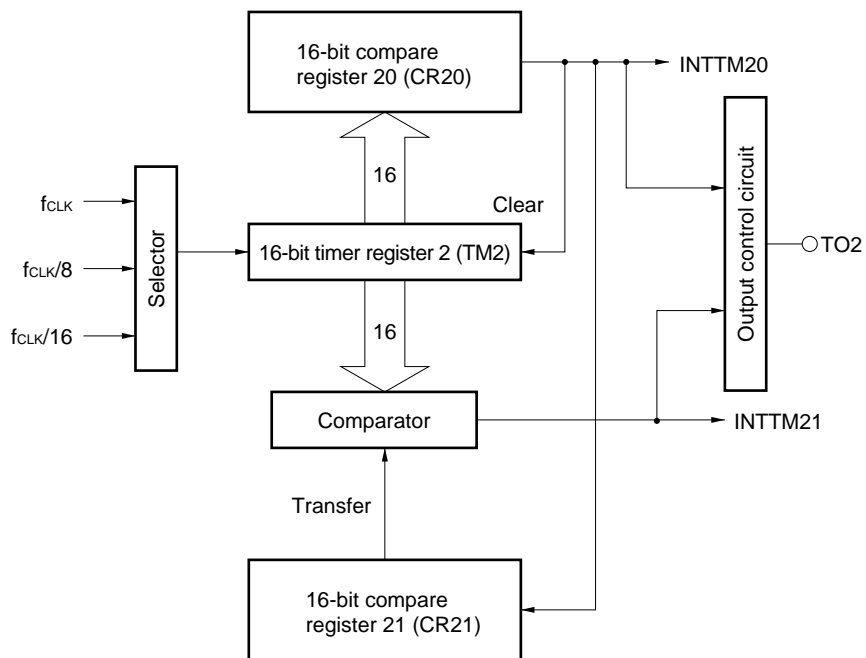 16-bit compare
register 20 (CR20)
INTTM20
16
Clear
fCLK
fCLK/8
fCLK/16
Selector
16-bit timer register 2 (TM2)
Output control circuit
TO2
16
Comparator
INTTM21
Transfer
16-bit compare
register 21 (CR21)